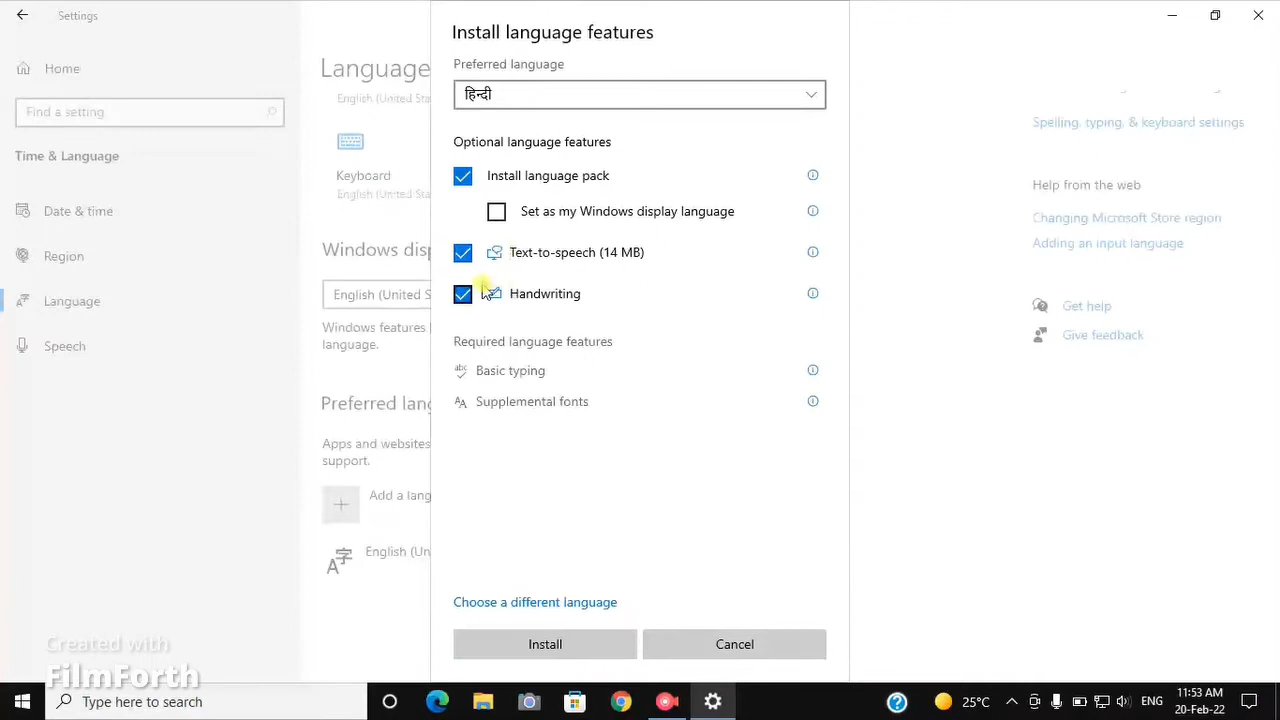 Settings
Home
Find a setting
Time & Language
Date & time
Region
Language
Speech
Language
English (United Sta
Keyboard
English (United Sta
Windows disp
English (United S
Windows features
language.
Preferred lang
Apps and websites
support.
Add a lang
English (Un
Install language features
Preferred language
हिन्दी
Optional language features
Install language pack
Set as my Windows display language
Text-to-speech (14 MB)
Handwriting
Required language features
Basic typing
Supplemental fonts
Choose a different language
Install
Cancel
Spelling, typing, & keyboard settings
Help from the web
Changing Microsoft Store region
Adding an input language
Get help
Give feedback
Created with
FilmForth
Type here to search
25°C
ENG
11:53 AM
20-Feb-22